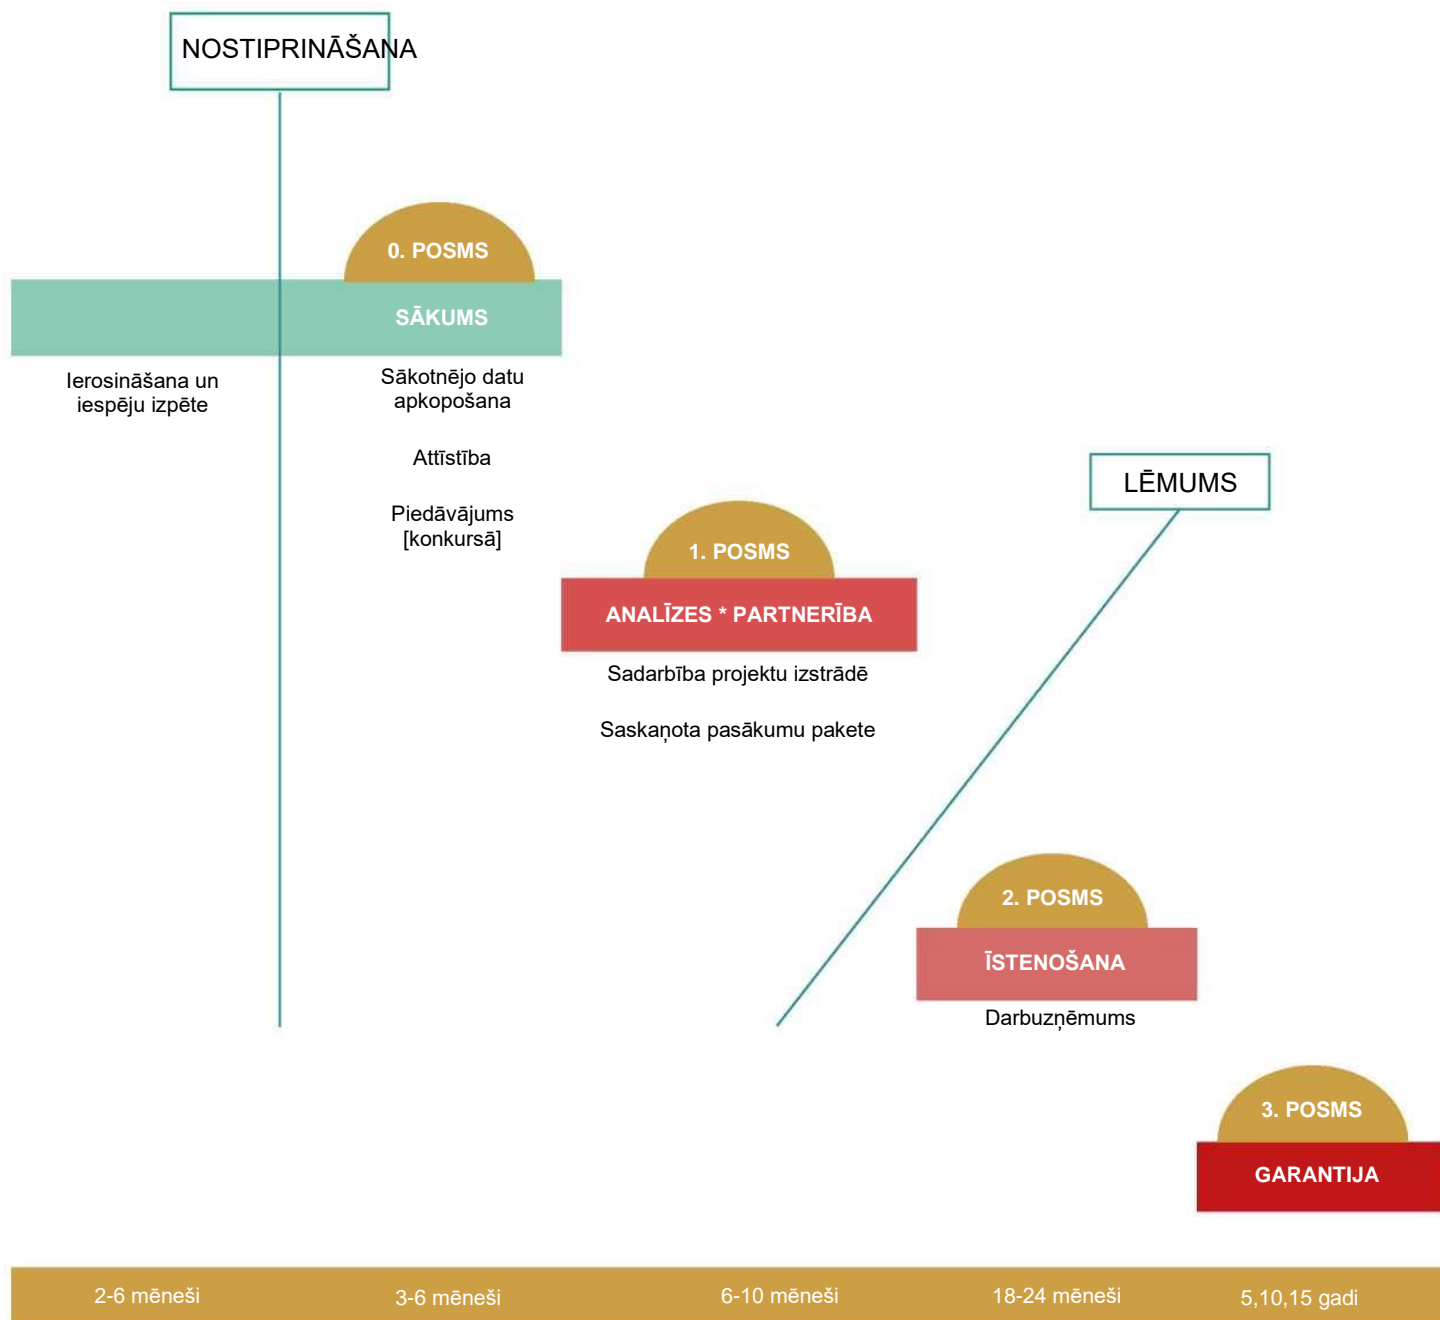 NOSTIPRINĀŠANA
0. POSMS
SĀKUMS
Ierosināšana un
iespēju izpēte
Sākotnējo datu
apkopošana
Attīstība
Piedāvājums
[konkursā]
LĒMUMS
1. POSMS
ANALĪZES * PARTNERĪBA
Sadarbība projektu izstrādē
Saskaņota pasākumu pakete
2. POSMS
ĪSTENOŠANA
Darbuzņēmums
3. POSMS
GARANTIJA
2-6 mēneši
3-6 mēneši
6-10 mēneši
18-24 mēneši
5,10,15 gadi